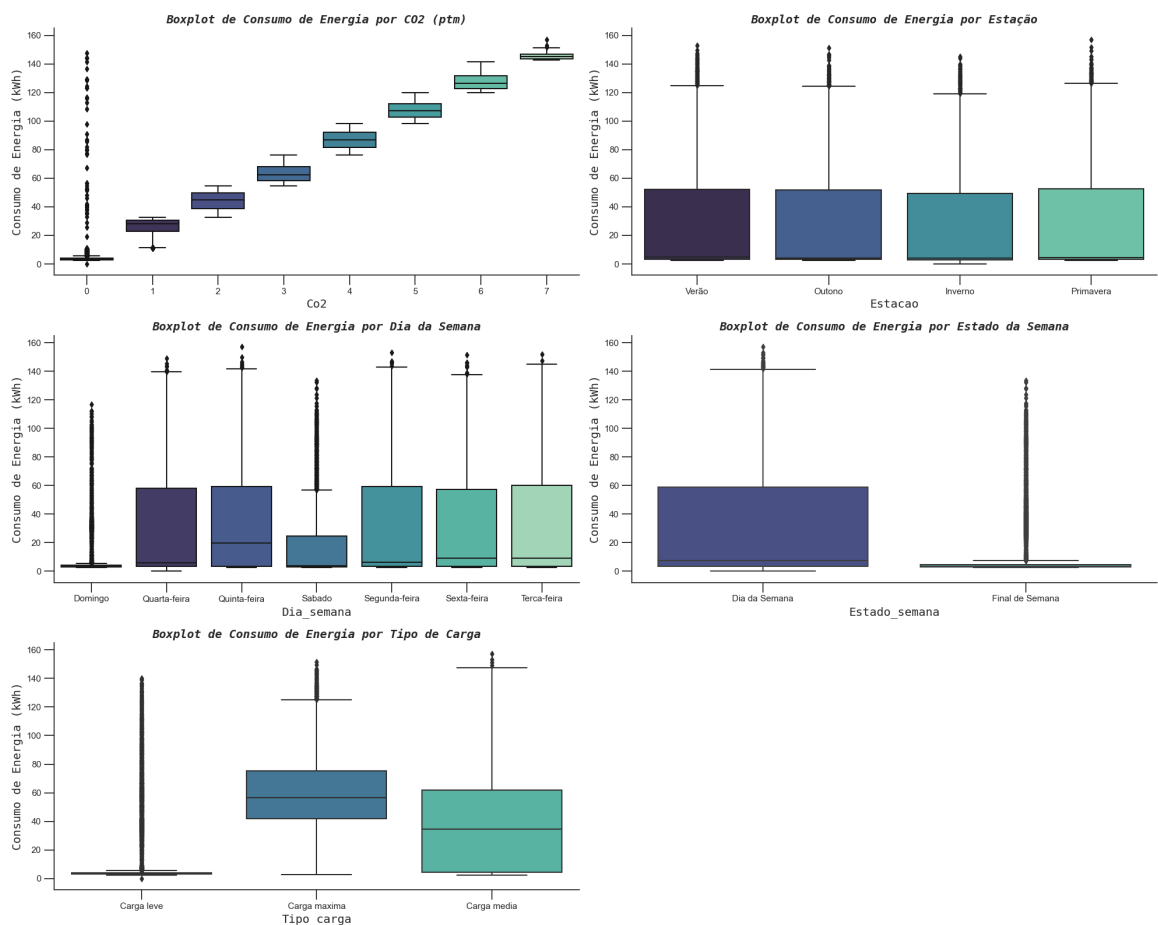 Boxplot de Consumo de Energia por CO2 (ptm)
Consumo de Energia (kWh)
160
140
120
100
80
60
40
20
0
0 1 2 3 4 5 6 7
Co2
Boxplot de Consumo de Energia por Estação
Consumo de Energia (kWh)
160
140
120
100
80
60
40
20
0
Verão Outono Inverno Primavera
Estacao
Boxplot de Consumo de Energia por Dia da Semana
Consumo de Energia (kWh)
160
140
120
100
80
60
40
20
0
Domingo Quarta-feira Quinta-feira Sabado Segunda-feira Sexta-feira Terca-feira
Dia_semana
Boxplot de Consumo de Energia por Estado da Semana
Consumo de Energia (kWh)
160
140
120
100
80
60
40
20
0
Dia da Semana Final de Semana
Estado_semana
Boxplot de Consumo de Energia por Tipo de Carga
Consumo de Energia (kWh)
160
140
120
100
80
60
40
20
0
Carga leve Carga maxima Carga media
Tipo carga